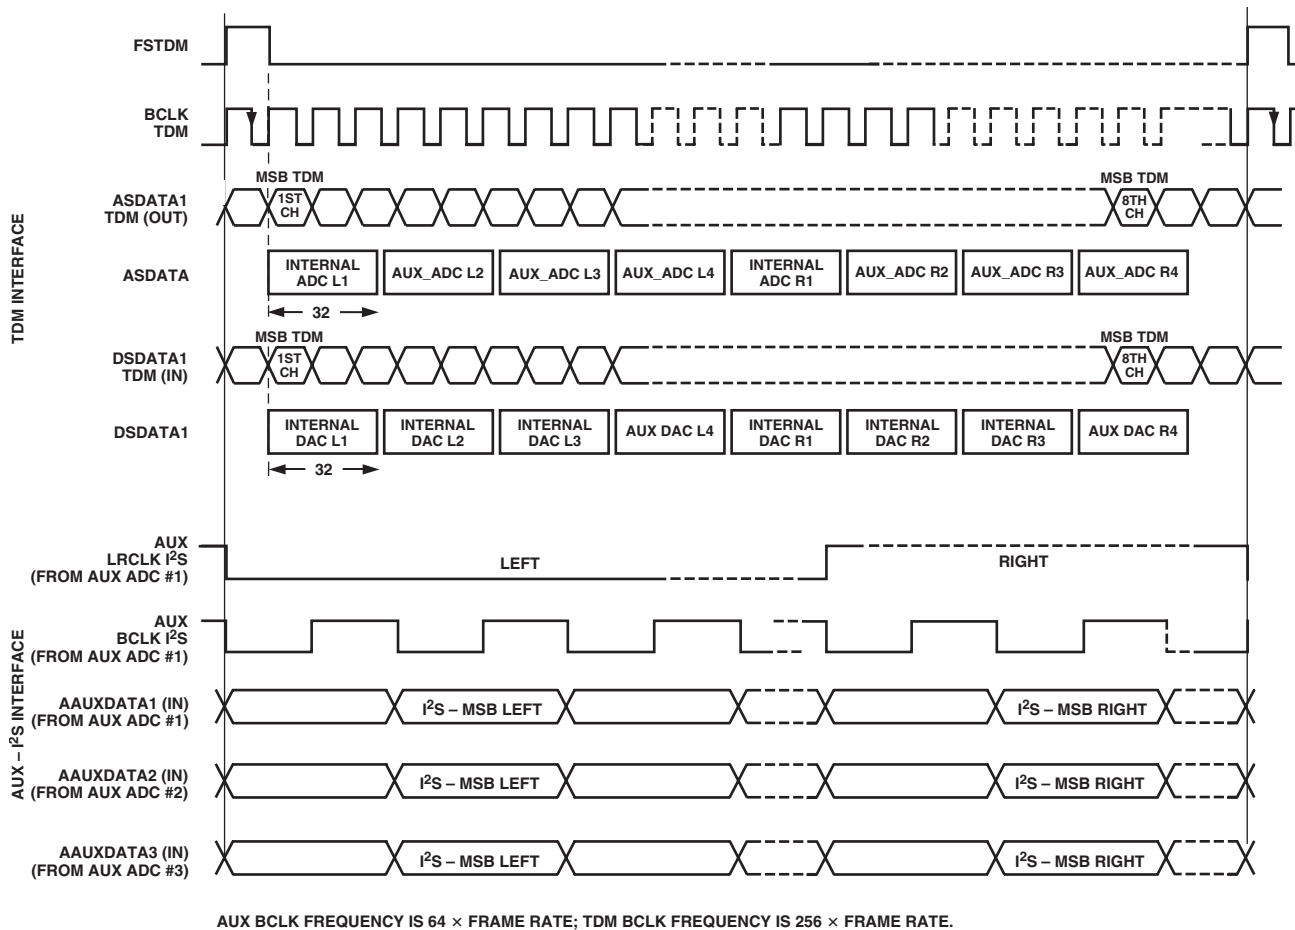 FSTDM
BCLK
TDM
MSB TDM
MSB TDM
ASDATA1
TDM (OUT)
1ST
CH
8TH
CH
ASDATA
INTERNAL
ADC L1
AUX_ADC L2
AUX_ADC L3
AUX_ADC L4
INTERNAL
ADC R1
AUX_ADC R2
AUX_ADC R3
AUX_ADC R4
32
TDM INTERFACE
MSB TDM
MSB TDM
DSDATA1
TDM (IN)
1ST
CH
8TH
CH
DSDATA1
INTERNAL
DAC L1
INTERNAL
DAC L2
INTERNAL
DAC L3
AUX DAC L4
INTERNAL
DAC R1
INTERNAL
DAC R2
INTERNAL
DAC R3
AUX DAC R4
32
AUX
LRCLK I²S
(FROM AUX ADC #1)
LEFT
RIGHT
AUX
BCLK I²S
(FROM AUX ADC #1)
AUX – I²S INTERFACE
AAUXDATA1 (IN)
(FROM AUX ADC #1)
I²S – MSB LEFT
I²S – MSB RIGHT
AAUXDATA2 (IN)
(FROM AUX ADC #2)
I²S – MSB LEFT
I²S – MSB RIGHT
AAUXDATA3 (IN)
(FROM AUX ADC #3)
I²S – MSB LEFT
I²S – MSB RIGHT
AUX BCLK FREQUENCY IS 64 × FRAME RATE; TDM BCLK FREQUENCY IS 256 × FRAME RATE.